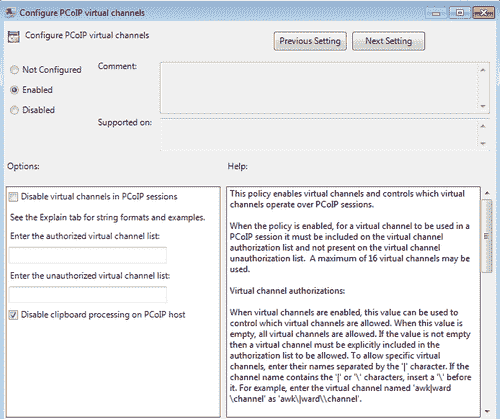 Configure PCoIP virtual channels
Configure PCoIP virtual channels
Previous Setting
Next Setting
Not Configured
Comment:
Enabled
Disabled
Supported on:
Options:
Help:
Disable virtual channels in PCoIP sessions
See the Explain tab for string formats and examples.
Enter the authorized virtual channel list:
Enter the unauthorized virtual channel list:
Disable clipboard processing on PCoIP host
This policy enables virtual channels and controls which virtual
channels operate over PCoIP sessions.
When the policy is enabled, for a virtual channel to be used in a
PCoIP session it must be included on the virtual channel
authorization list and not present on the virtual channel
unauthorization list.  A maximum of 16 virtual channels may be
used.
Virtual channel authorizations:
When virtual channels are enabled, this value can be used to
control which virtual channels are allowed. When this value is
empty, all virtual channels are allowed. If the value is not empty
then a virtual channel must be explicitly included in the
authorization list to be allowed. To allow specific virtual
channels, enter their names separated by the '|' character. If the
channel name contains the '|' or '\' characters, insert a '\' before
it. For example, enter the virtual channel named 'awk|ward
\channel' as 'awk\|ward\\channel'.